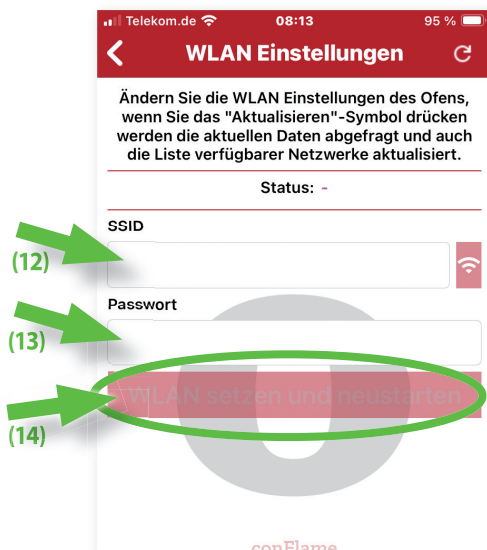 Telekom.de 08:13 95 %
WLAN Einstellungen
Ändern Sie die WLAN Einstellungen des Ofens,
wenn Sie das "Aktualisieren"-Symbol drücken
werden die aktuellen Daten abgefragt und auch
die Liste verfügbarer Netzwerke aktualisiert.
Status: -
SSID
(12)
Passwort
(13)
WLAN setzen und neustarten
(14)
conFlame